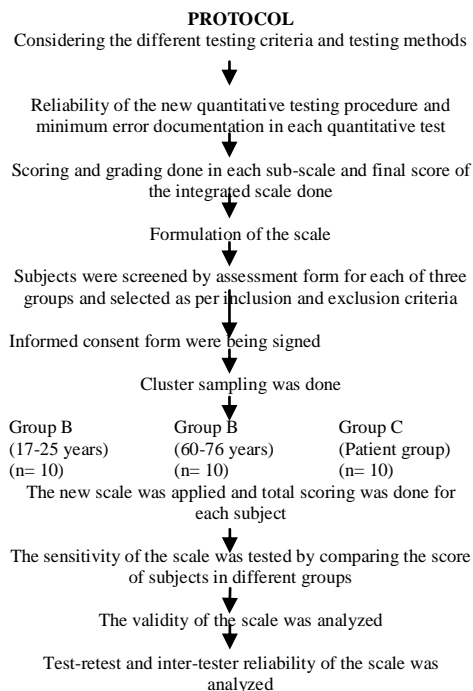 PROTOCOL
Considering the different testing criteria and testing methods
Reliability of the new quantitative testing procedure and
minimum error documentation in each quantitative test
Scoring and grading done in each sub-scale and final score of
the integrated scale done
Formulation of the scale
Subjects were screened by assessment form for each of three
groups and selected as per inclusion and exclusion criteria
Informed consent form were being signed
Cluster sampling was done
Group B Group B Group C
(17-25 years) (60-76 years) (Patient group)
(n= 10) (n= 10) (n= 10)
The new scale was applied and total scoring was done for
each subject
The sensitivity of the scale was tested by comparing the score
of subjects in different groups
The validity of the scale was analyzed
Test-retest and inter-tester reliability of the scale was
analyzed